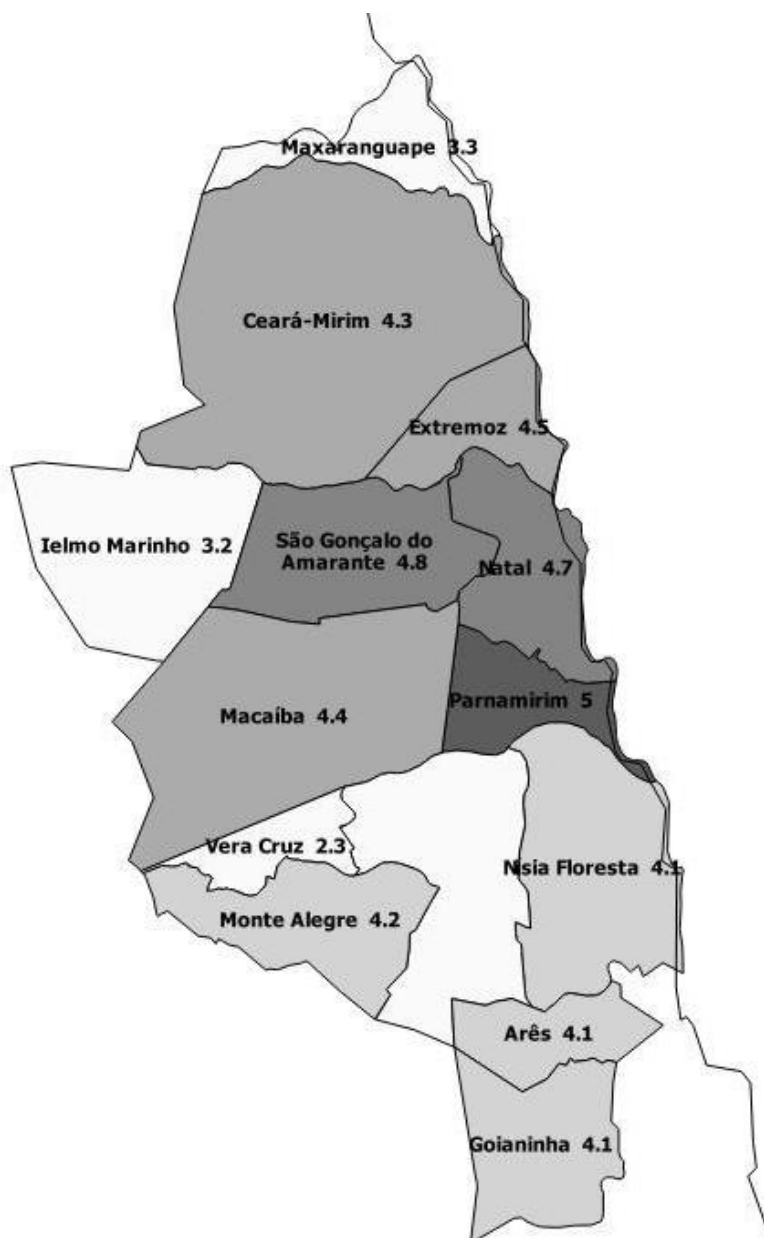 Maxaranguape 3.3
Ceará-Mirim 4.3
Extremoz 4.5
Ielmo Marinho 3.2
São Gonçalo do
Amarante 4.8
Natal 4.7
Parnamirim 5
Macaíba 4.4
Vera Cruz 2.3
Nísia Floresta 4.1
Monte Alegre 4.2
Arês 4.1
Goianinha 4.1